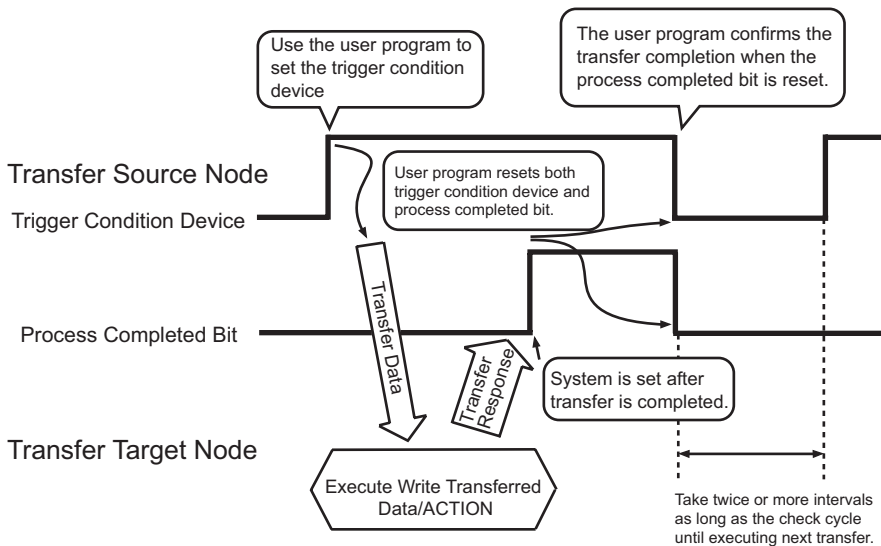 Use the user program to
set the trigger condition
device
The user program confirms the
transfer completion when the
process completed bit is reset.
Transfer Source Node
Trigger Condition Device
User program resets both
trigger condition device and
process completed bit.
Transfer Data
Process Completed Bit
Transfer
Response
System is set after
transfer is completed.
Transfer Target Node
Execute Write Transferred
Data/ACTION
Take twice or more intervals
as long as the check cycle
until executing next transfer.